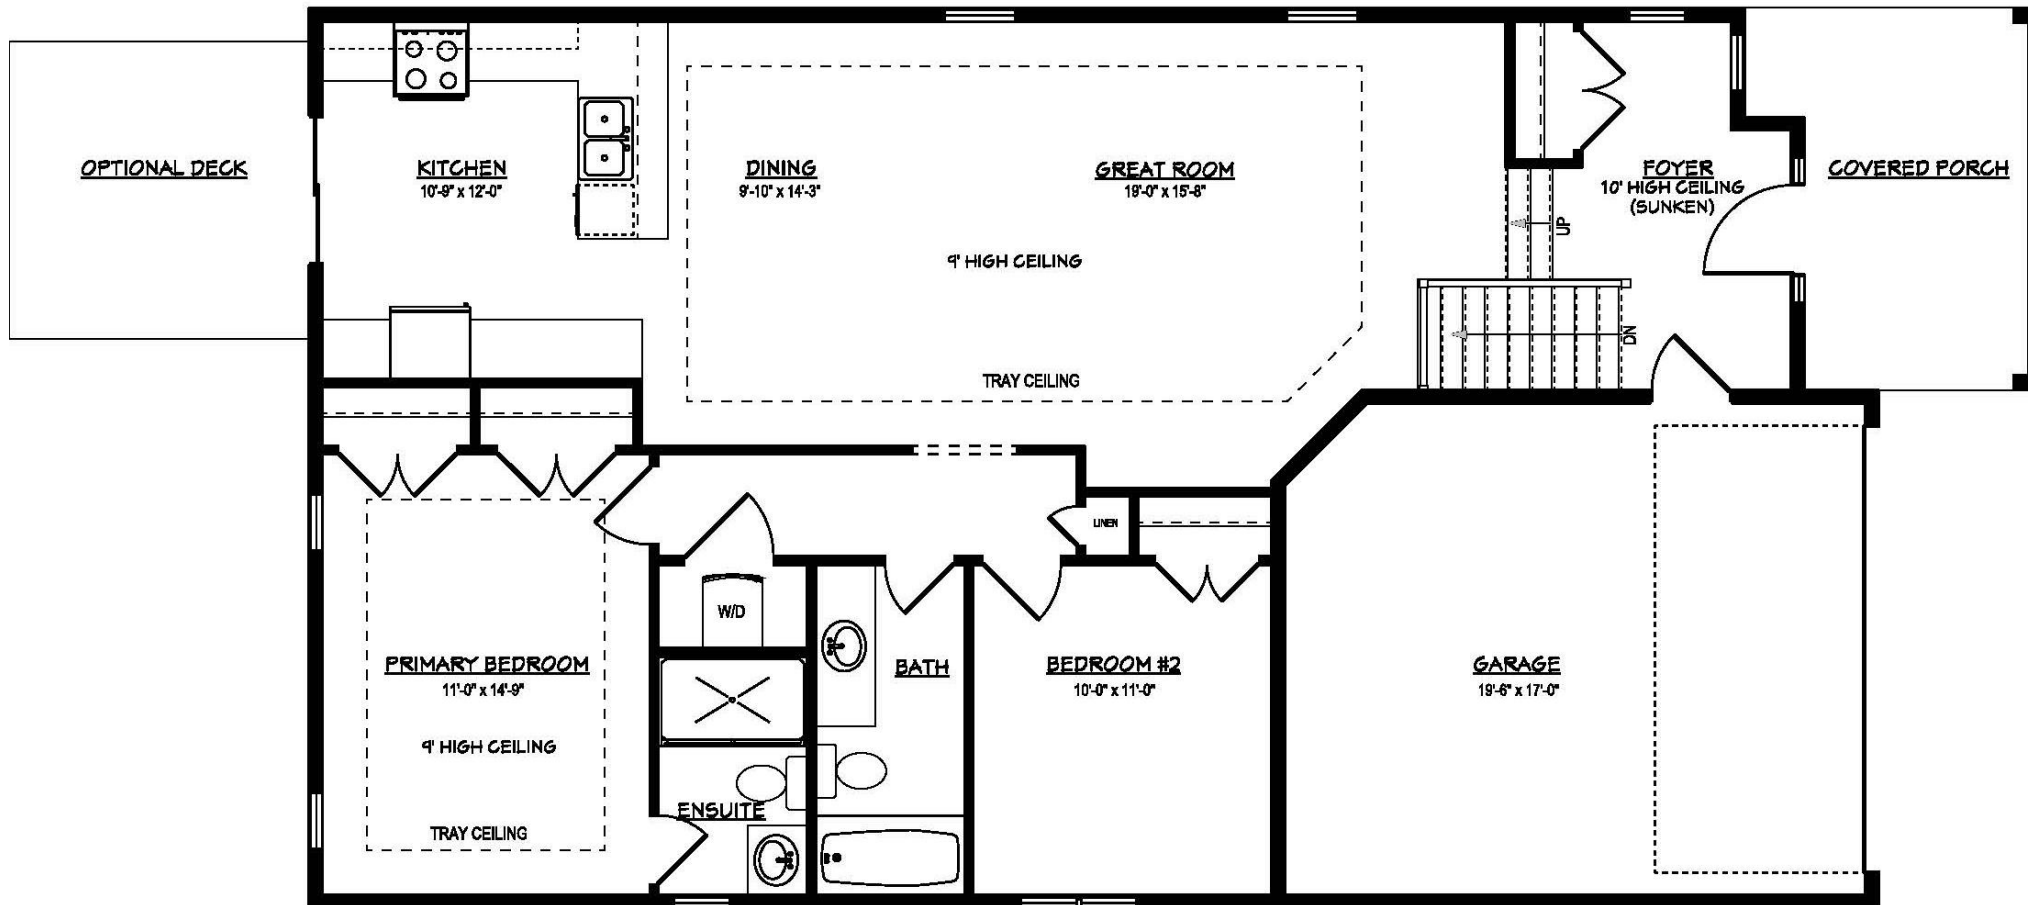 OPTIONAL DECK
KITCHEN
10'-9" x 12'-0"
DINING
9'-10" x 14'-3"
GREAT ROOM
19'-0" x 15'-8"
FOYER
10' HIGH CEILING
(SUNKEN)
COVERED PORCH
UP
9' HIGH CEILING
DN
TRAY CEILING
LINEN
W/D
PRIMARY BEDROOM
11'-0" x 14'-9"
BATH
BEDROOM #2
10'-0" x 11'-0"
GARAGE
19'-6" x 17'-0"
9' HIGH CEILING
ENSUITE
TRAY CEILING